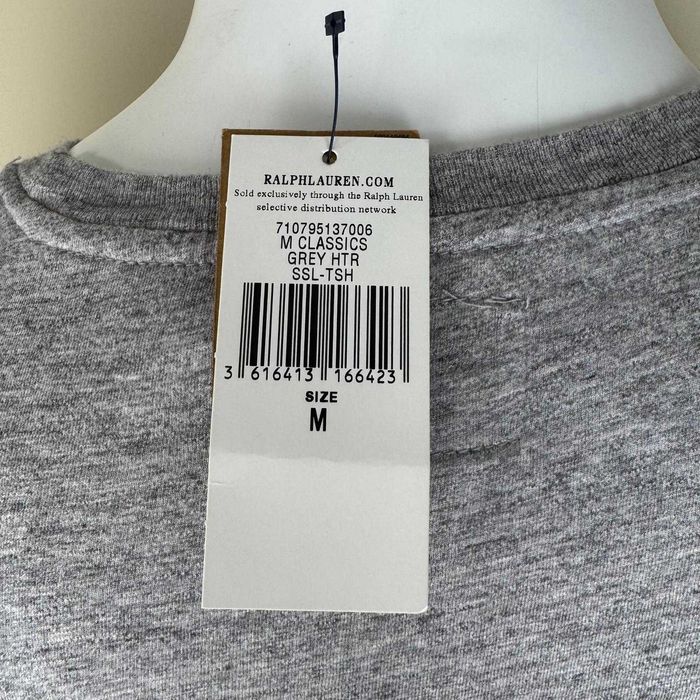 RALPHLAUREN.COM
Sold exclusively through the Ralph Lauren
selective distribution network
710795137006
M CLASSICS
GREY HTR
SSL-TSH
3 616413 166423
SIZE
M